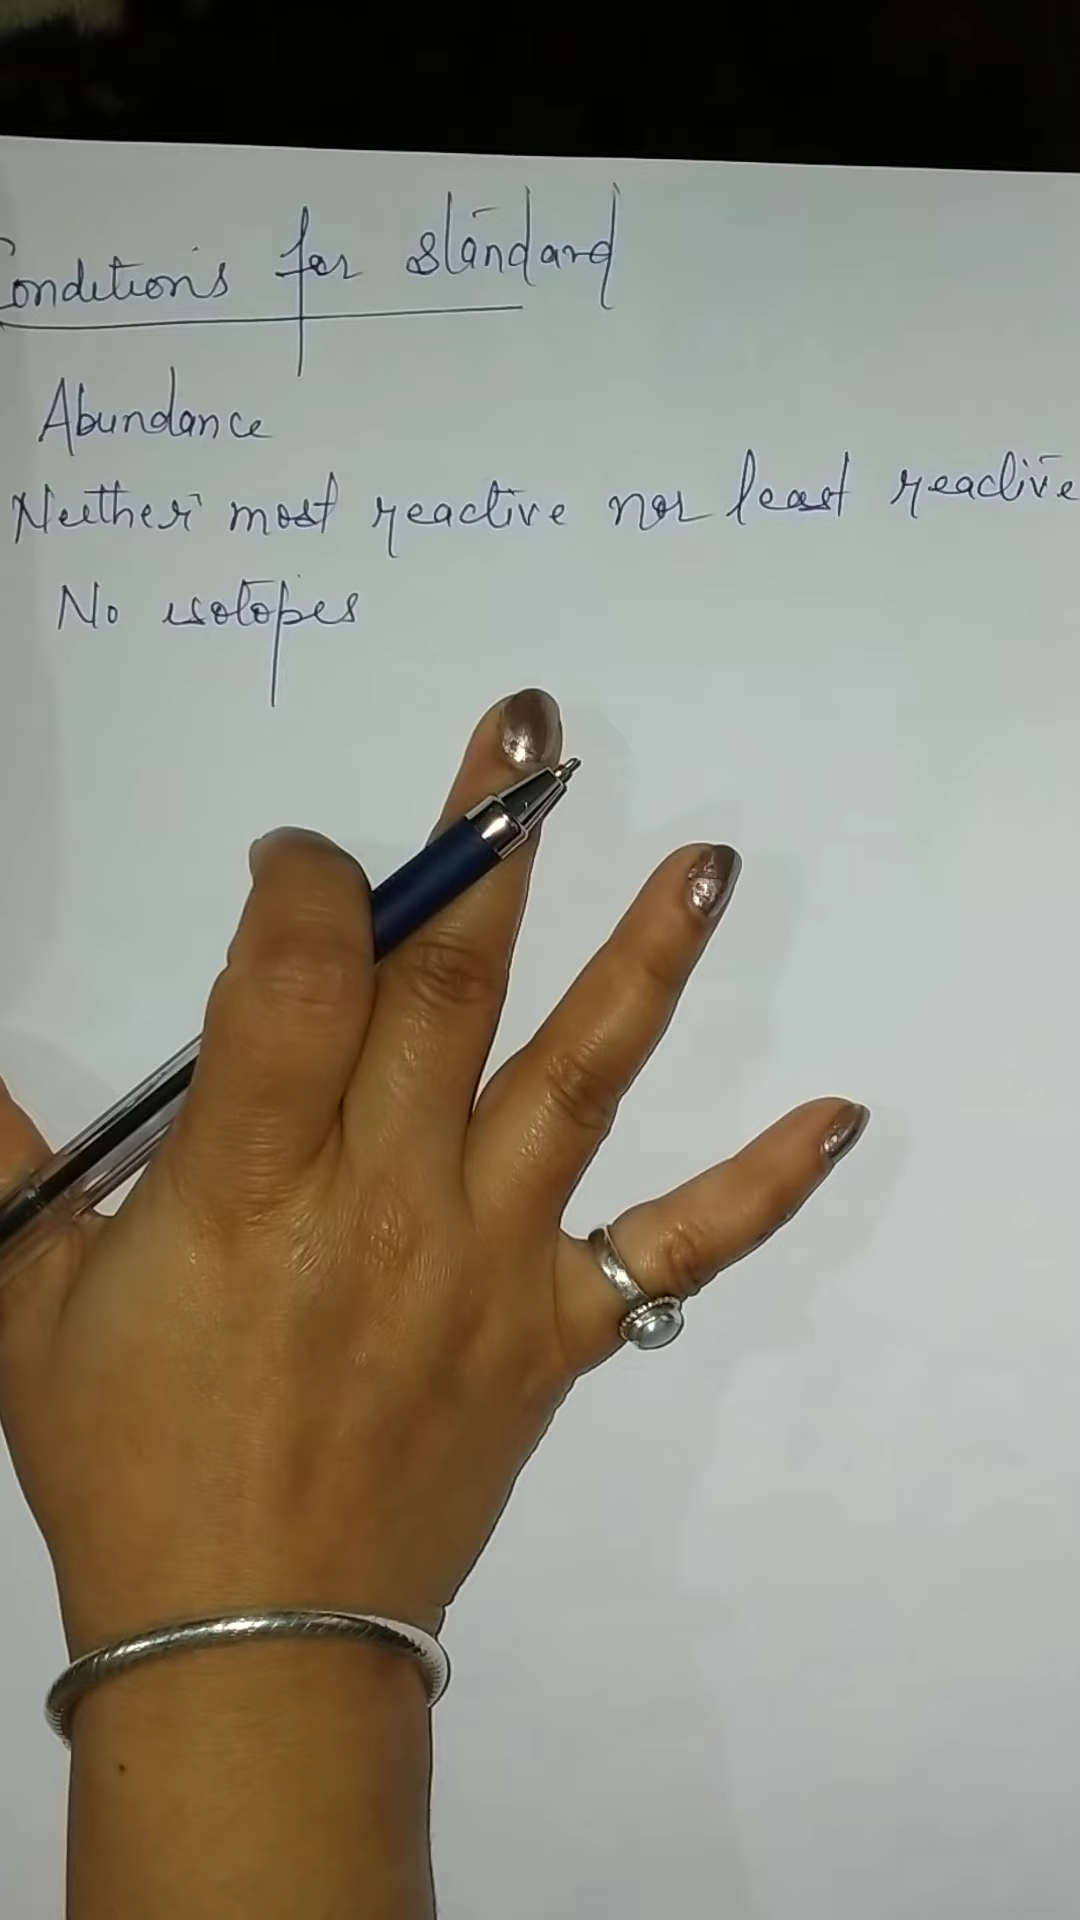 Conditions for standard
Abundance
Neither most reactive nor least reactive
No isotopes